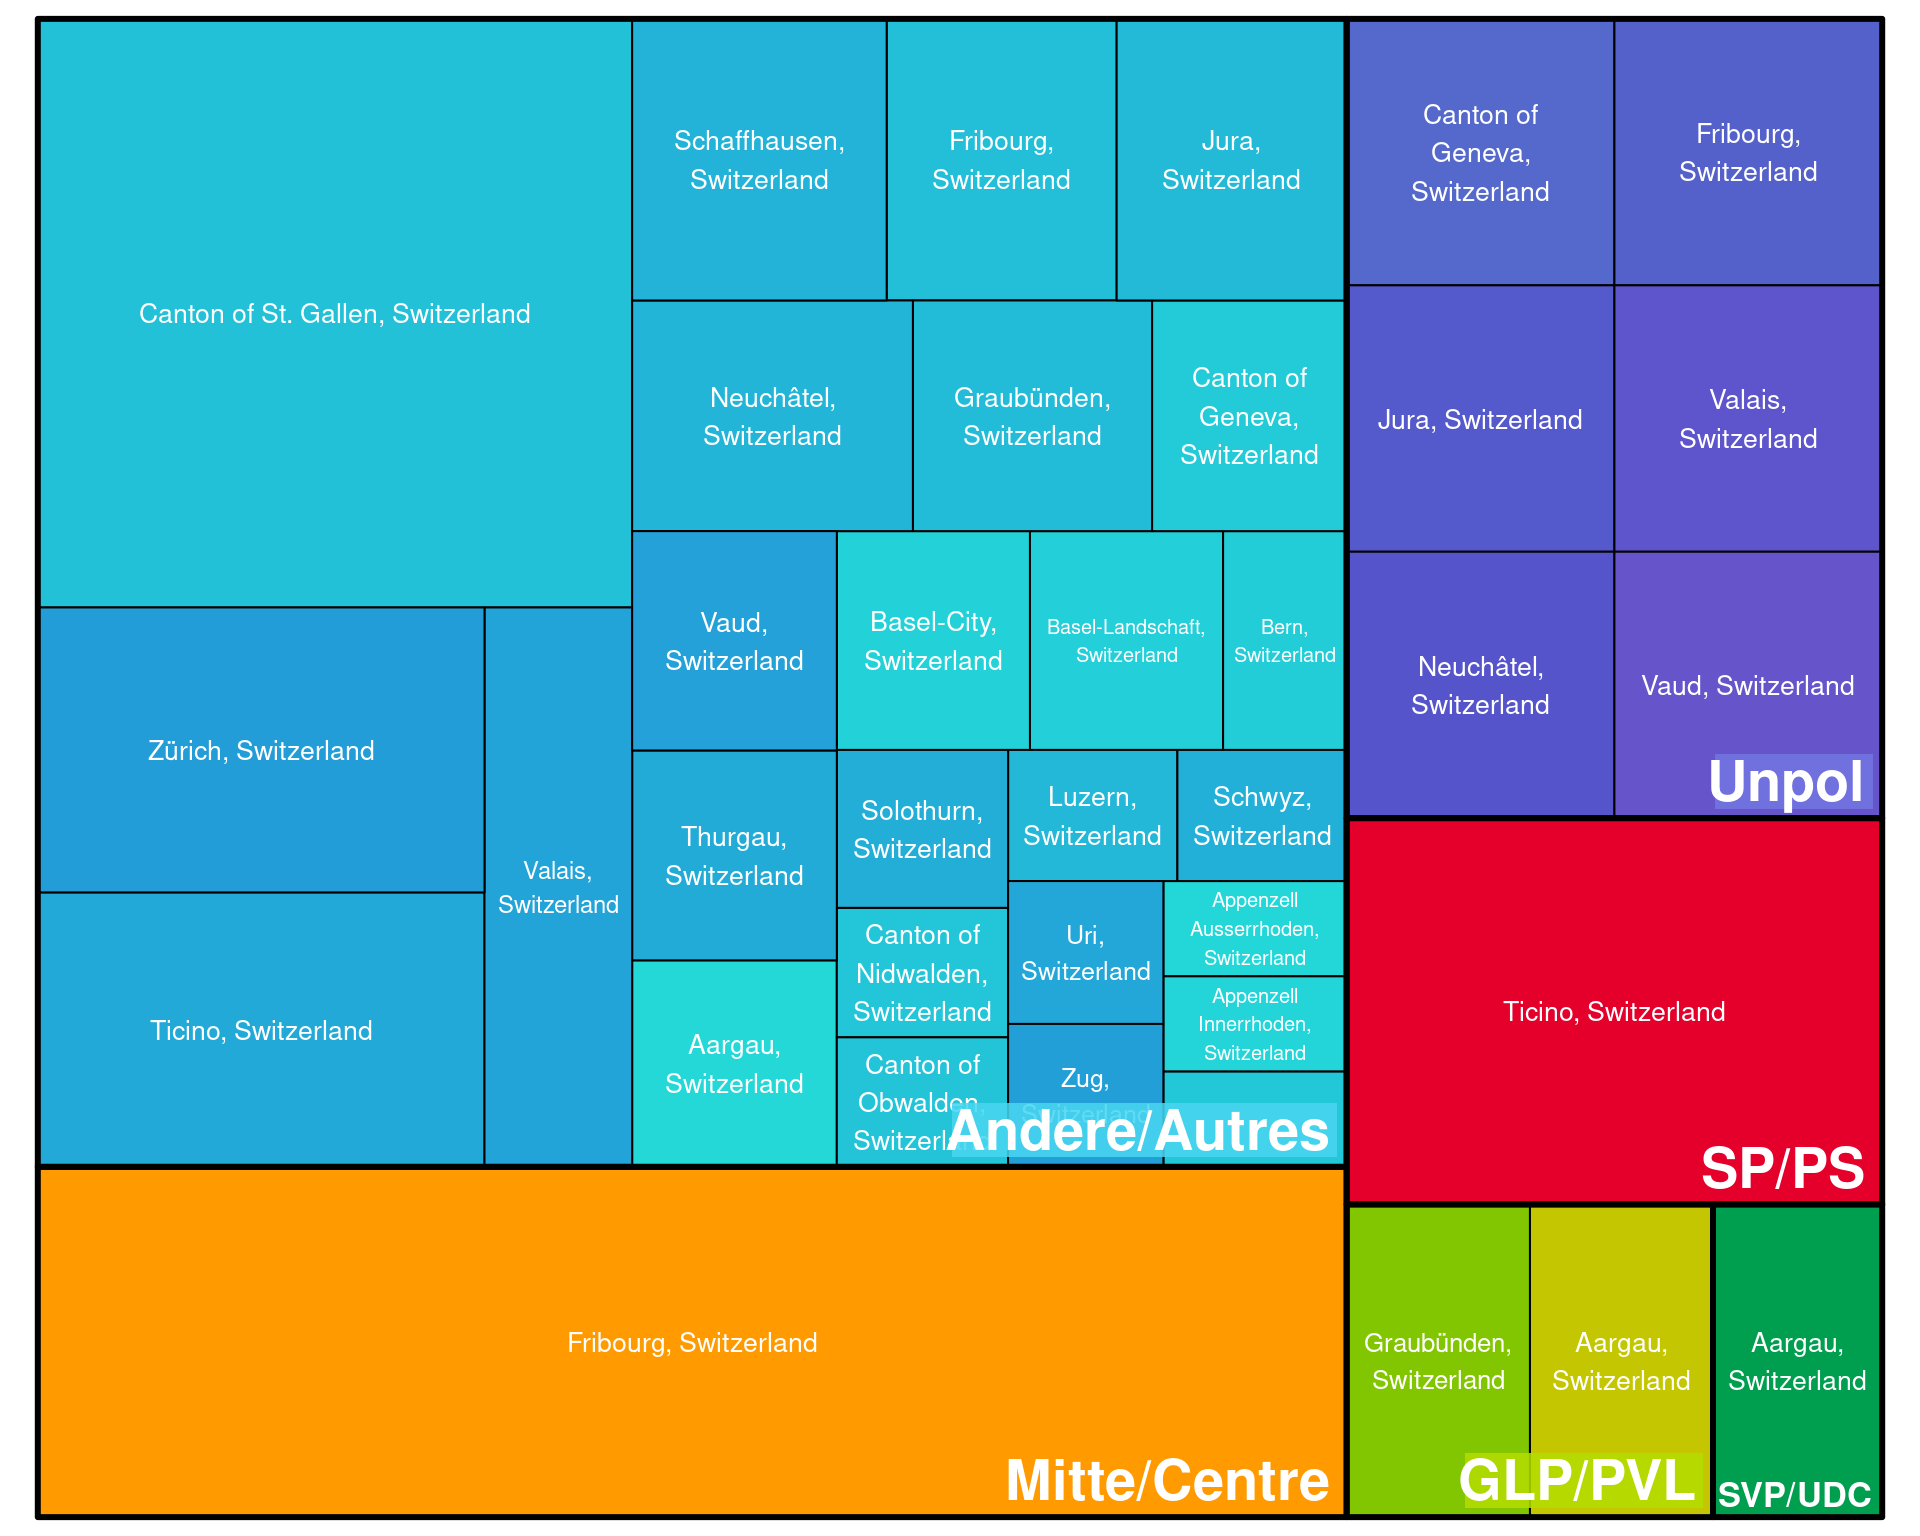 Canton of St. Gallen, Switzerland
Schaffhausen,
Switzerland
Fribourg,
Switzerland
Jura,
Switzerland
Neuchâtel,
Switzerland
Graubünden,
Switzerland
Canton of
Geneva,
Switzerland
Zürich, Switzerland
Ticino, Switzerland
Valais,
Switzerland
Vaud,
Switzerland
Basel-City,
Switzerland
Basel-Landschaft,
Switzerland
Bern,
Switzerland
Thurgau,
Switzerland
Aargau,
Switzerland
Solothurn,
Switzerland
Luzern,
Switzerland
Schwyz,
Switzerland
Canton of
Nidwalden,
Switzerland
Canton of
Obwalden,
Switzerland
Uri,
Switzerland
Zug,
Switzerland
Appenzell
Ausserrhoden,
Switzerland
Appenzell
Innerrhoden,
Switzerland
Andere/Autres
Fribourg, Switzerland
Mitte/Centre
Canton of
Geneva,
Switzerland
Fribourg,
Switzerland
Jura, Switzerland
Valais,
Switzerland
Neuchâtel,
Switzerland
Vaud, Switzerland
Unpol
Ticino, Switzerland
SP/PS
Graubünden,
Switzerland
Aargau,
Switzerland
GLP/PVL
Aargau,
Switzerland
SVP/UDC